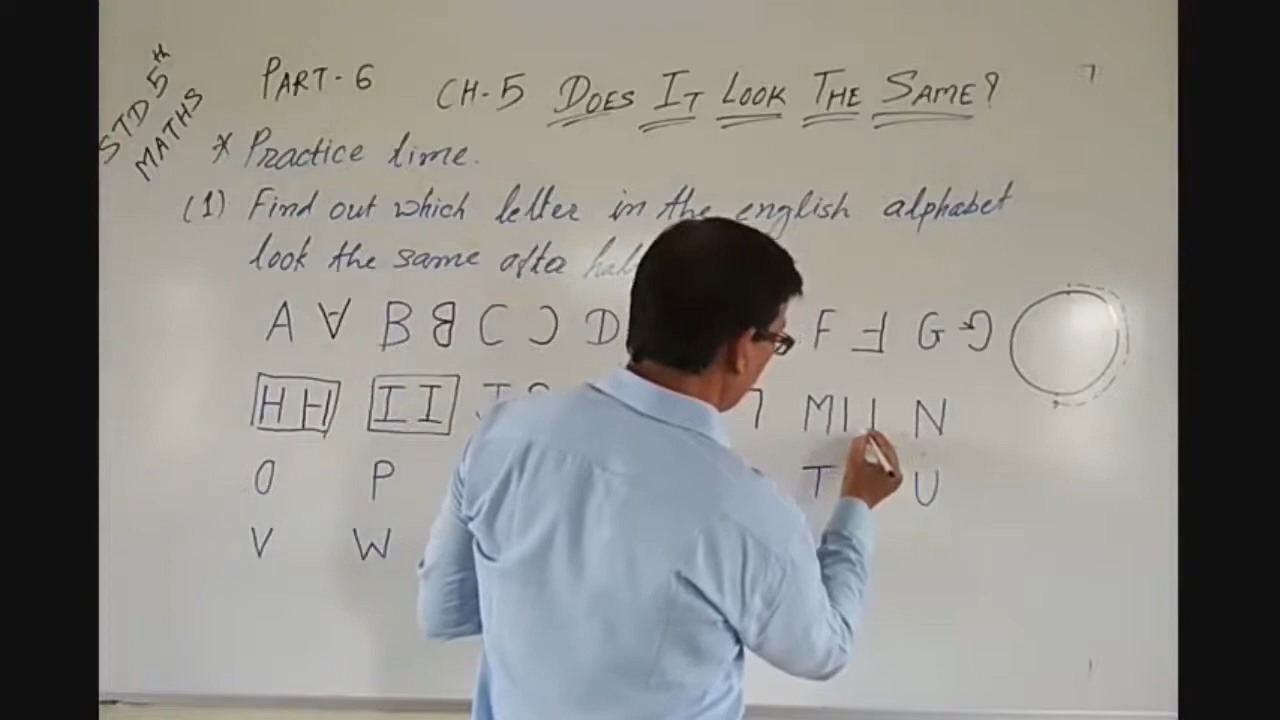 STD 5th
MATHS
PART-6 CH-5 DOES IT LOOK THE SAME?
* Practice time.
(1) Find out which letter in the english alphabet
look the same after
A ∀ B C Ɔ D F G
H H I I M N
O P T U
V W